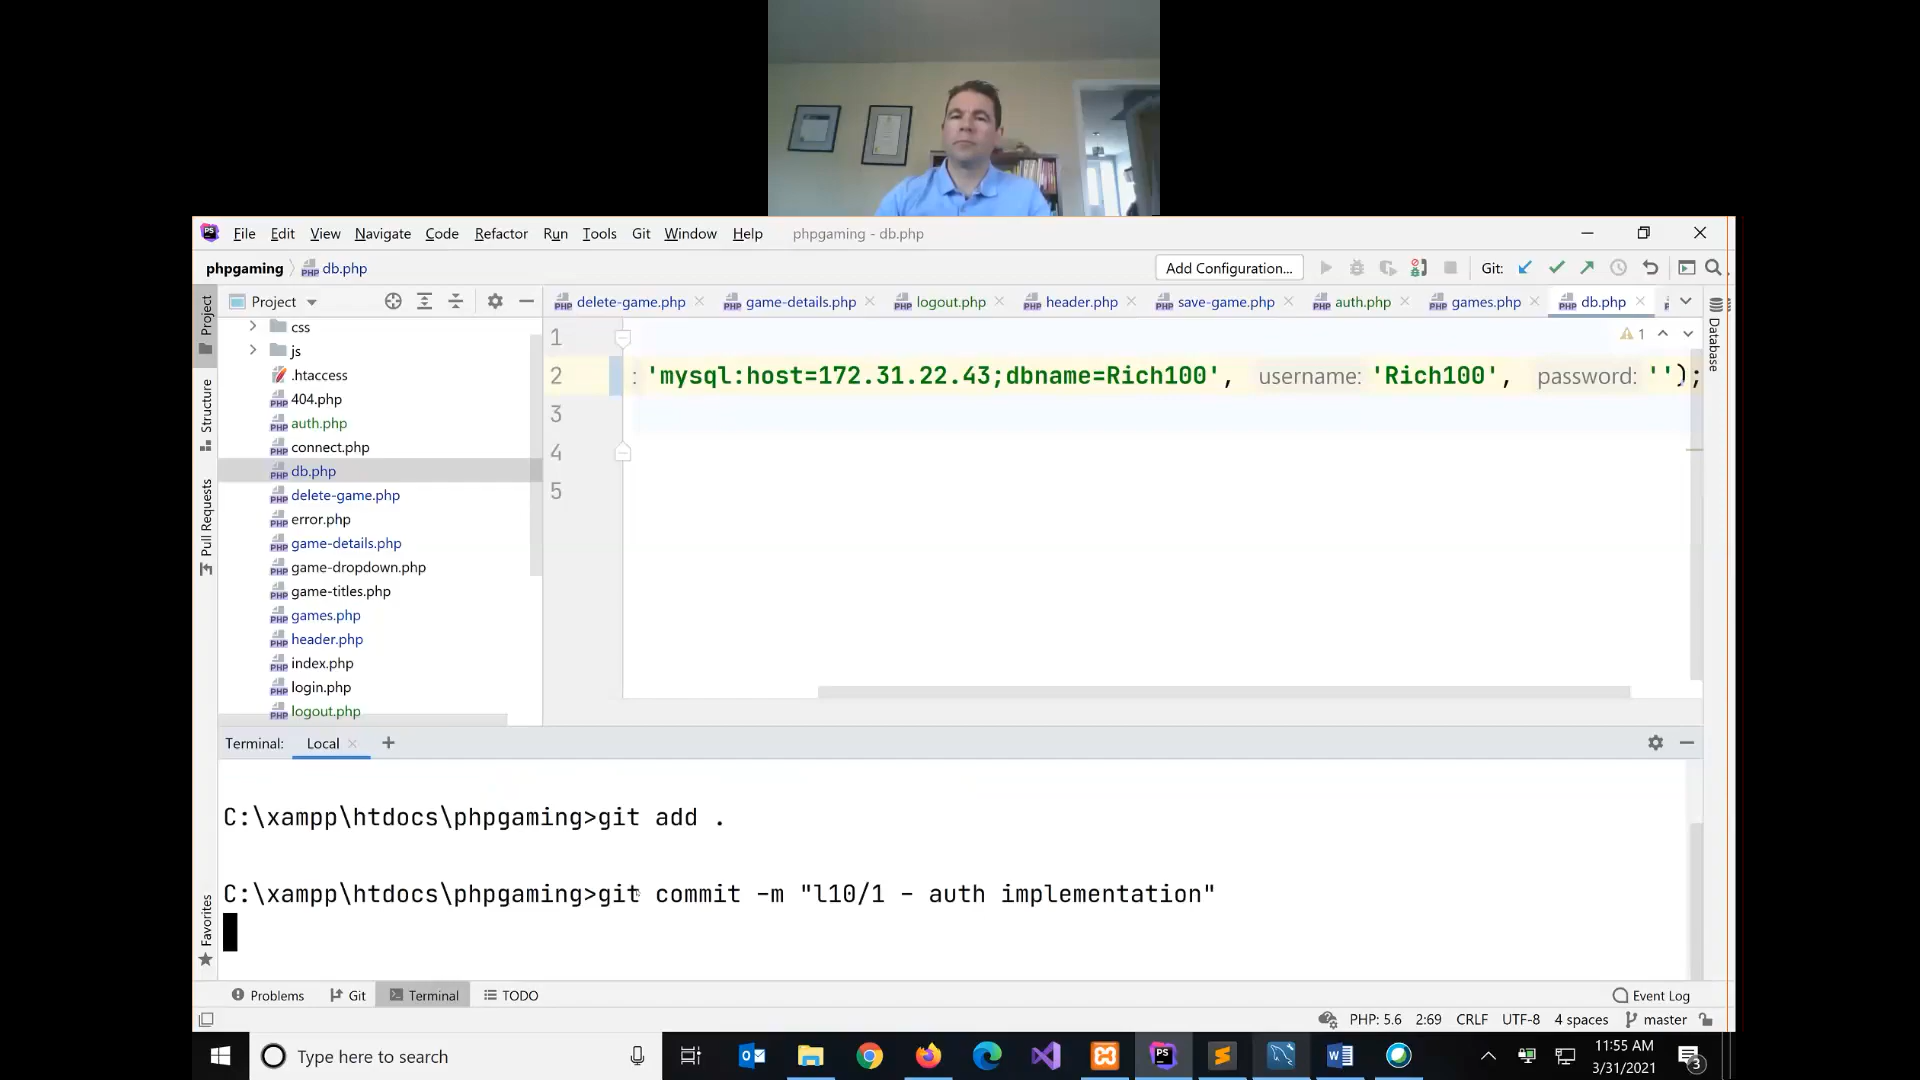 File Edit View Navigate Code Refactor Run Tools Git Window Help phpgaming - db.php
phpgaming db.php Add Configuration... Git:
Project delete-game.php game-details.php logout.php header.php save-game.php auth.php games.php db.php
Project
Structure
Pull Requests
Favorites
Database
css
js
.htaccess
404.php
auth.php
connect.php
db.php
delete-game.php
error.php
game-details.php
game-dropdown.php
game-titles.php
games.php
header.php
index.php
login.php
logout.php
1
1
2 : 'mysql:host=172.31.22.43;dbname=Rich100', username: 'Rich100', password: '');
3
4
5
Terminal: Local
C:\xampp\htdocs\phpgaming>git add .
C:\xampp\htdocs\phpgaming>git commit -m "l10/1 - auth implementation"
Problems Git Terminal TODO Event Log
PHP: 5.6 2:69 CRLF UTF-8 4 spaces master
Type here to search
11:55 AM
3/31/2021
3